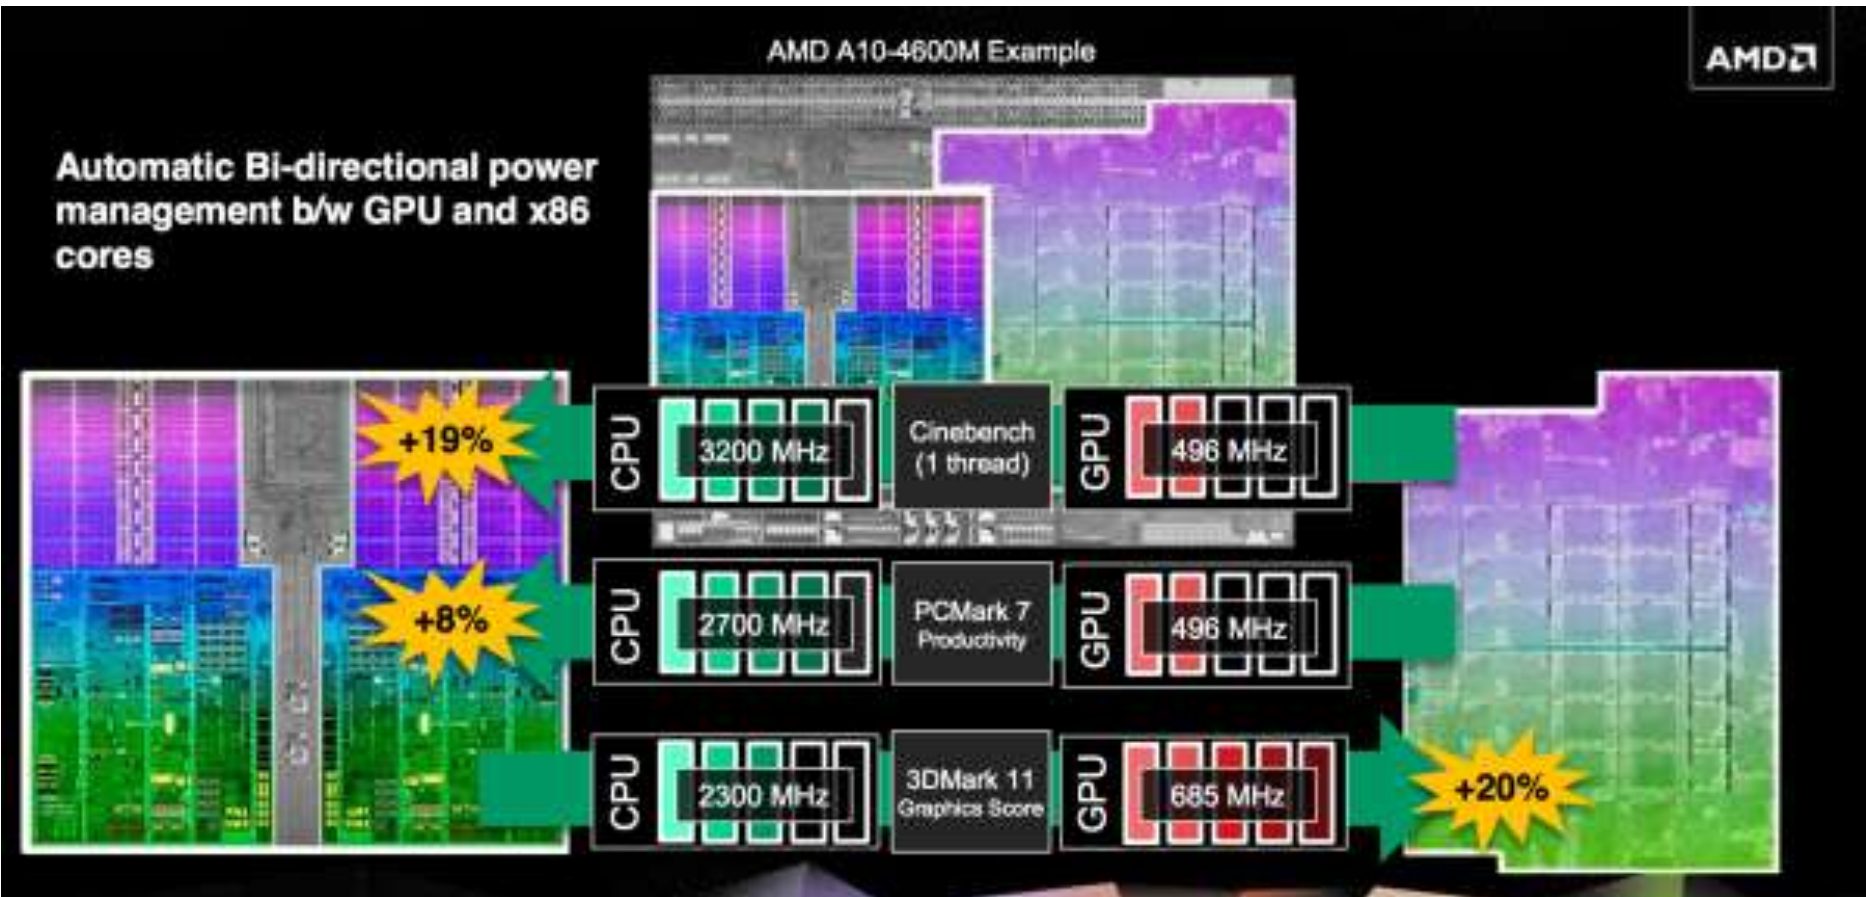 AMD A10-4600M Example
AMD
Automatic Bi-directional power
management b/w GPU and x86
cores
+19%
CPU
3200 MHz
Cinebench
(1 thread)
GPU
496 MHz
+8%
CPU
2700 MHz
PCMark 7
Productivity
GPU
496 MHz
CPU
2300 MHz
3DMark 11
Graphics Score
GPU
685 MHz
+20%